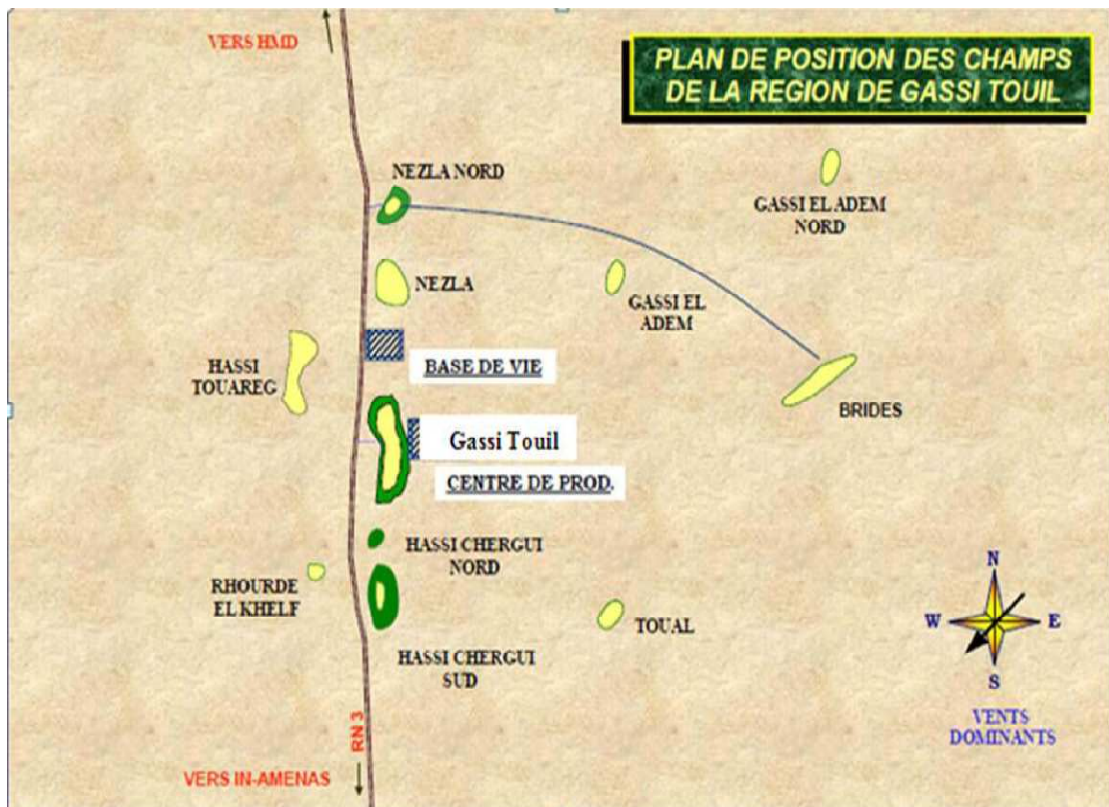 VERS HMD
PLAN DE POSITION DES CHAMPS
DE LA REGION DE GASSI TOUIL
NEZLA NORD
GASSI EL ADEM
NORD
NEZLA
GASSI EL
ADEM
HASSI
TOUAREG
BASE DE VIE
BRIDES
Gassi Touil
CENTRE DE PROD.
HASSI CHERGUI
NORD
RHOURDE
EL KHELF
TOUAL
HASSI CHERGUI
SUD
N
W
E
S
VENTS
DOMINANTS
RN 3
VERS IN-AMENAS